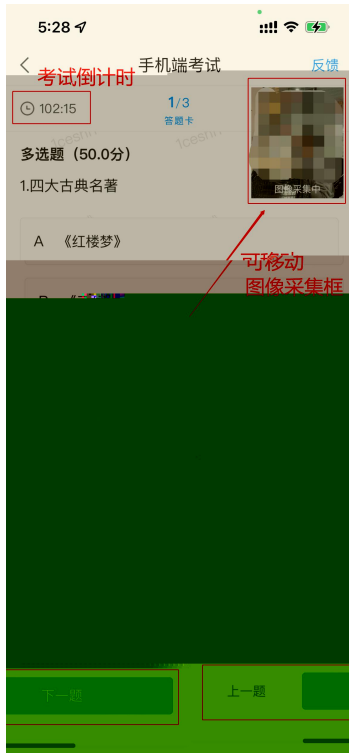 5:28
手机端考试
反馈
考试倒计时
102:15
1/3
答题卡
图像采集中
多选题（50.0分）
1.四大古典名著
A 《红楼梦》
可移动
图像采集框
下一题
上一题